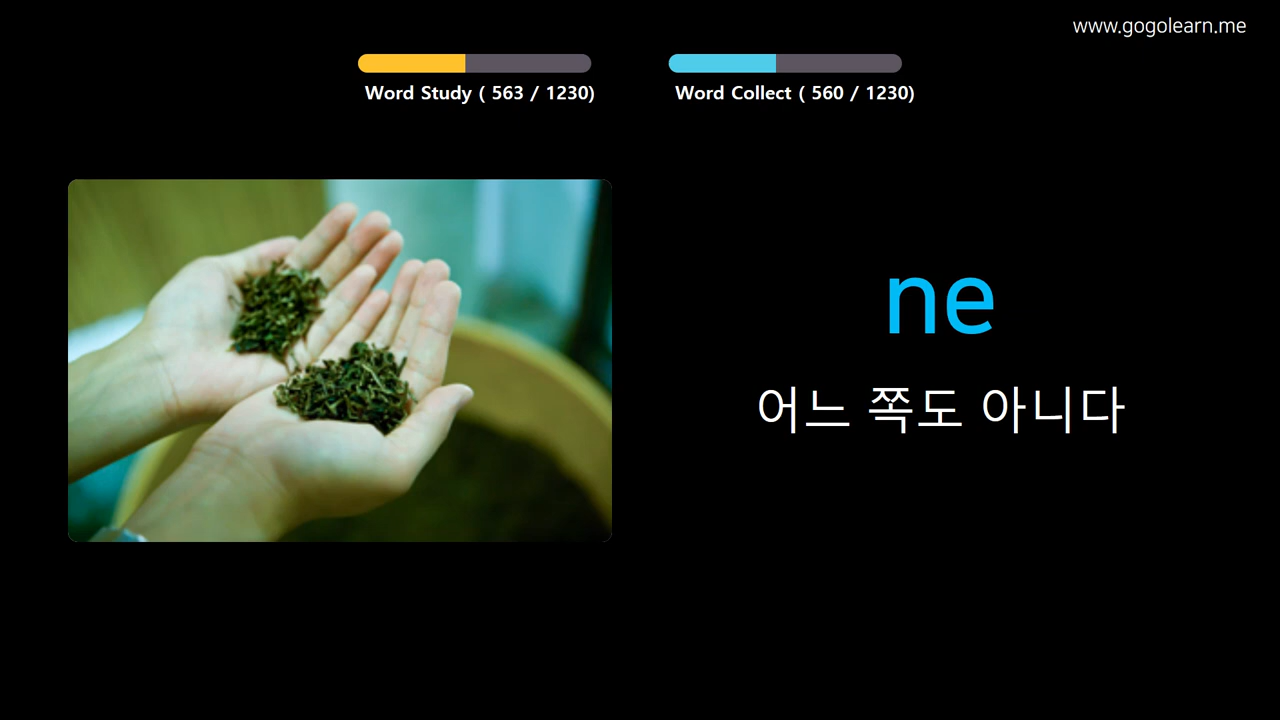 www.gogolearn.me
Word Study ( 563 / 1230)
Word Collect ( 560 / 1230)
ne
어느 쪽도 아니다